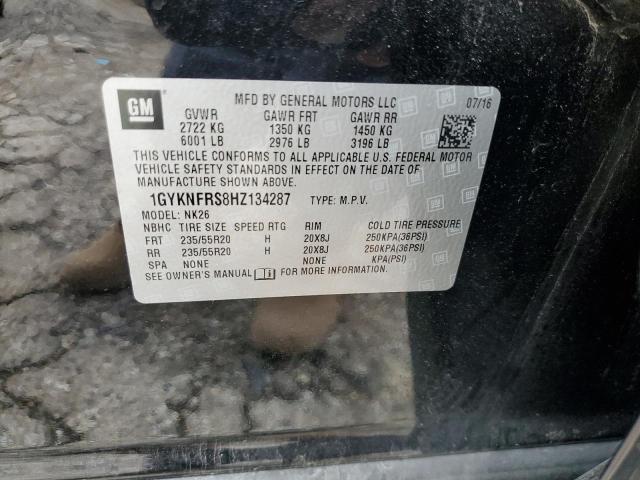 GM MFD BY GENERAL MOTORS LLC 07/16
GVWR GAWR FRT GAWR RR
2722 KG 1350 KG 1450 KG
6001 LB 2976 LB 3196 LB
THIS VEHICLE CONFORMS TO ALL APPLICABLE U.S. FEDERAL MOTOR
VEHICLE SAFETY STANDARDS IN EFFECT ON THE DATE OF
MANUFACTURE SHOWN ABOVE.
1GYKNFRS8HZ134287 TYPE: M.P.V.
MODEL: NK26
NBHC TIRE SIZE SPEED RTG RIM COLD TIRE PRESSURE
FRT 235/55R20 H 20X8J 250KPA(36PSI)
RR 235/55R20 H 20X8J 250KPA(36PSI)
SPA NONE NONE KPA(PSI)
SEE OWNER'S MANUAL FOR MORE INFORMATION.